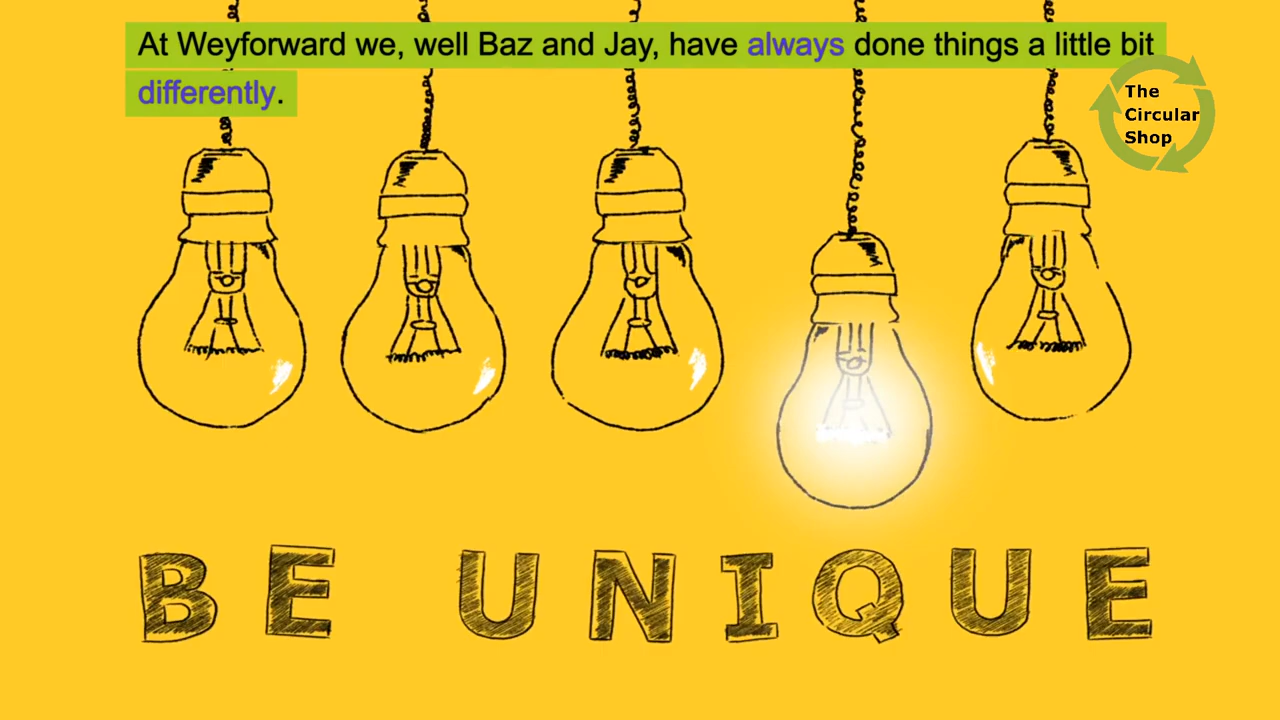 At Weyforward we, well Baz and Jay, have always done things a little bit
differently.
The
Circular
Shop
BE UNIQUE